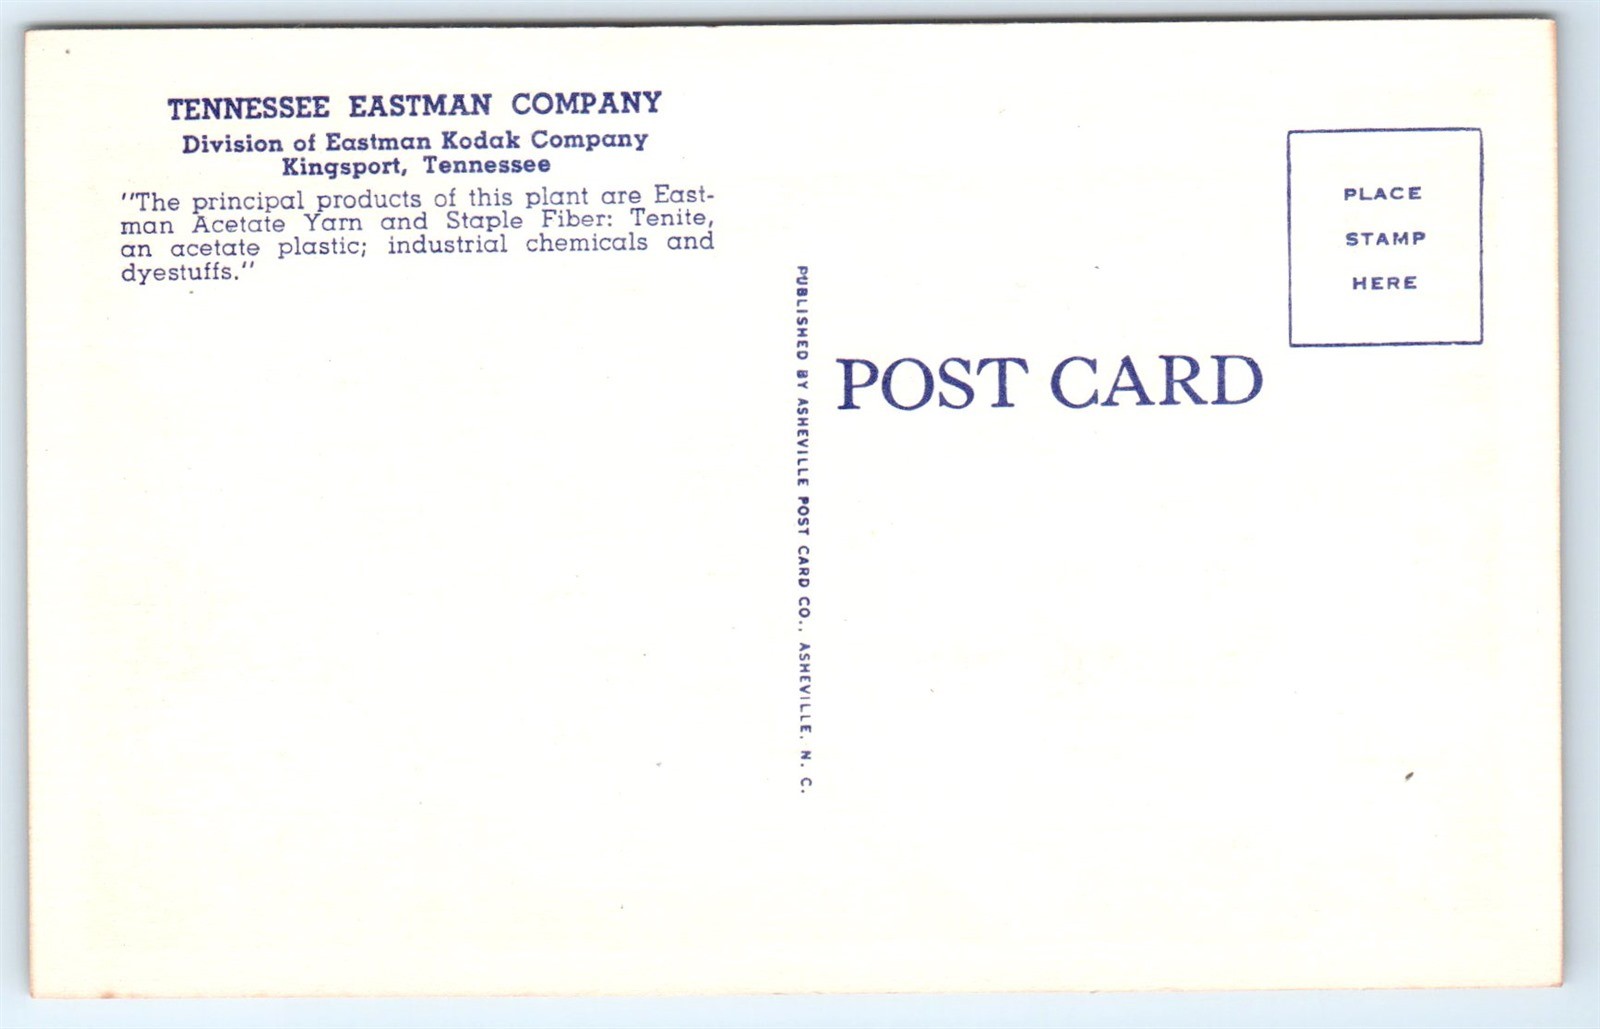 TENNESSEE EASTMAN COMPANY
Division of Eastman Kodak Company
Kingsport, Tennessee
"The principal products of this plant are East-
man Acetate Yarn and Staple Fiber: Tenite,
an acetate plastic; industrial chemicals and
dyestuffs."
PUBLISHED BY ASHEVILLE POST CARD CO., ASHEVILLE, N. C.
POST CARD
PLACE
STAMP
HERE